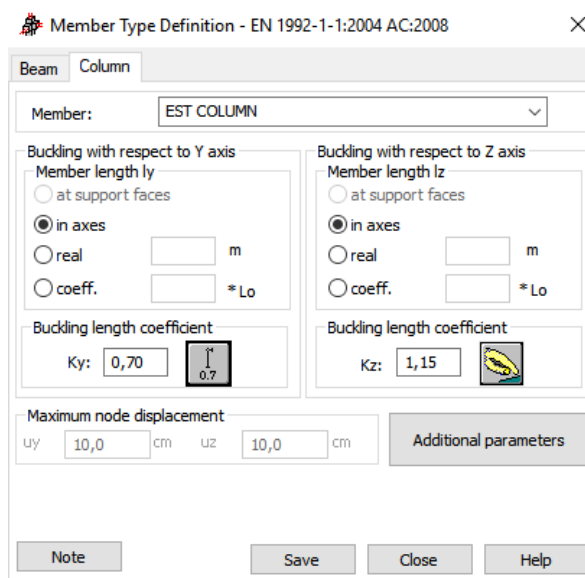 Member Type Definition - EN 1992-1-1:2004 AC:2008
Beam Column
Member: EST COLUMN
Buckling with respect to Y axis
Member length ly
at support faces
in axes
real m
coeff. *Lo
Buckling length coefficient
Ky: 0,70
0.7
Buckling with respect to Z axis
Member length lz
at support faces
in axes
real m
coeff. *Lo
Buckling length coefficient
Kz: 1,15
Maximum node displacement
uy 10,0 cm uz 10,0 cm
Additional parameters
Note Save Close Help